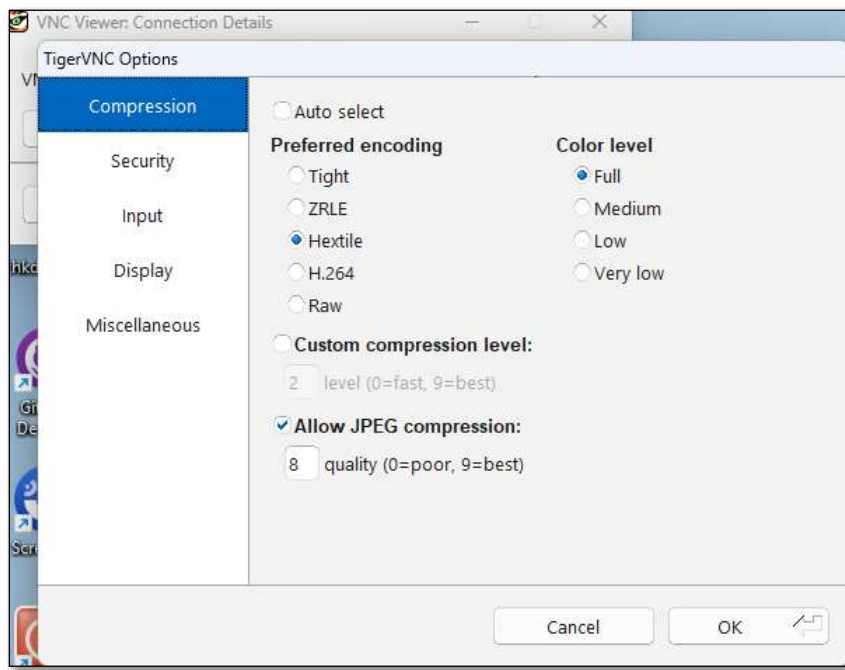 VNC Viewer: Connection Details
TigerVNC Options
Compression
Security
Input
Display
Miscellaneous
Auto select
Preferred encoding
Tight
ZRLE
Hextile
H.264
Raw
Color level
Full
Medium
Low
Very low
Custom compression level:
2 level (0=fast, 9=best)
Allow JPEG compression:
8 quality (0=poor, 9=best)
Cancel
OK